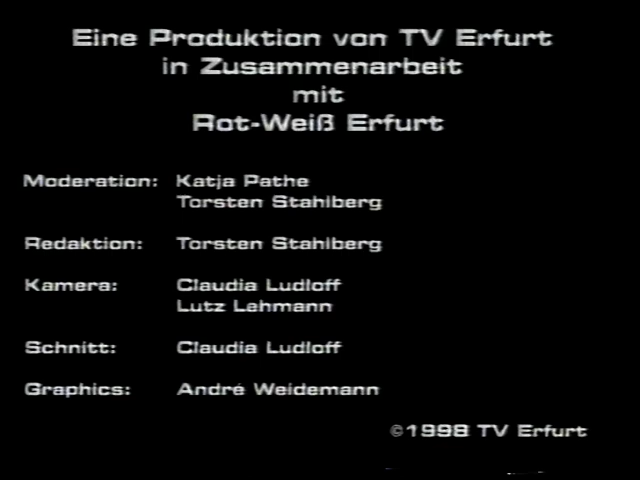 Eine Produktion von TV Erfurt
in Zusammenarbeit
mit
Rot-Weiß Erfurt
Moderation: Katja Pathe
Torsten Stahlberg
Redaktion: Torsten Stahlberg
Kamera: Claudia Ludloff
Lutz Lehmann
Schnitt: Claudia Ludloff
Graphics: André Weidemann
©1998 TV Erfurt